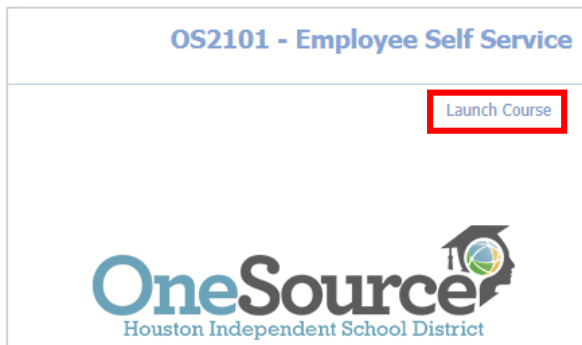 OS2101 - Employee Self Service
Launch Course
OneSource
Houston Independent School District